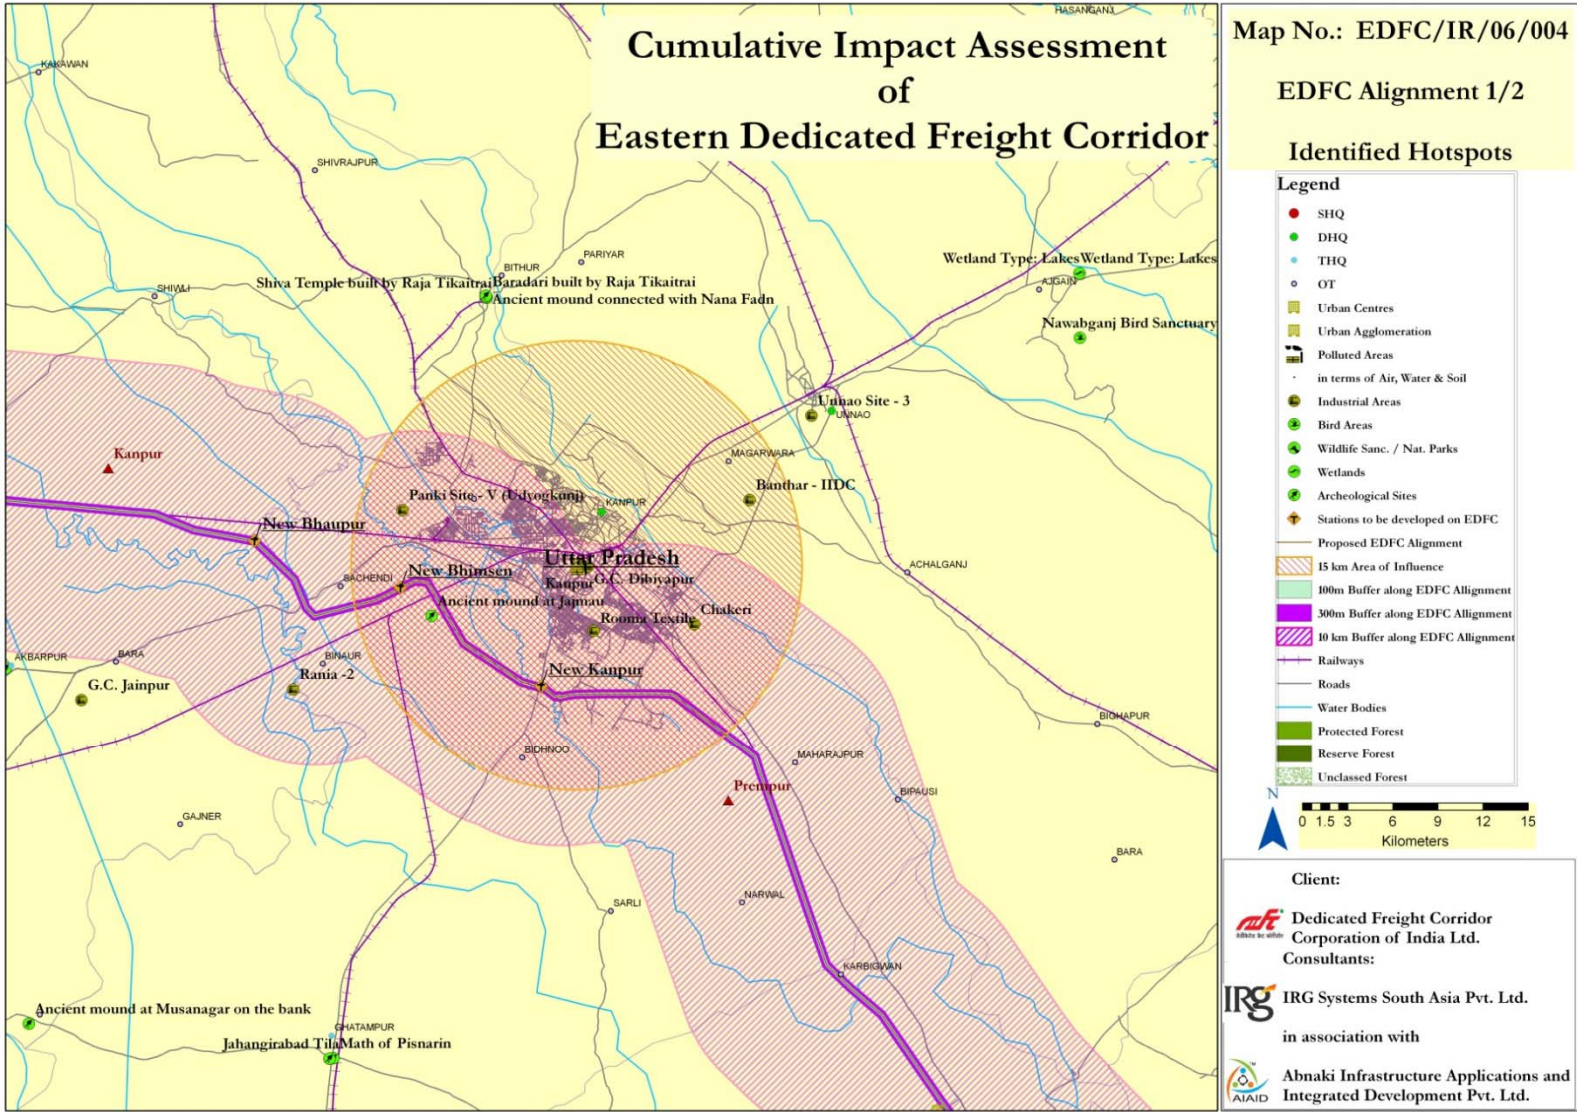 Cumulative Impact Assessment
of
Eastern Dedicated Freight Corridor
HASANGANJ
KAKAWAN
SHIVRAJPUR
PARIYAR
BITHUR
Shiva Temple built by Raja Tikaitrai
Baradari built by Raja Tikaitrai
Ancient mound connected with Nana Fadn
SHIWLI
Wetland Type: Lakes
Wetland Type: Lakes
AJGAIN
Nawabganj Bird Sanctuary
Unnao Site - 3
UNNAO
Kanpur
MAGARWARA
Banthar - IIDC
Panki Site - V (Udyogkunj)
KANPUR
New Bhaupur
Uttar Pradesh
New Bhimsen
SACHENDI
Kanpur
G.C. Dibiyapur
ACHALGANJ
Ancient mound at Jajmau
Rooma Textile
Chakeri
AKBARPUR
BARA
BINAUR
Rania -2
G.C. Jainpur
New Kanpur
BIGHAPUR
BIDHNOO
MAHARAJPUR
Prempur
BIPAUSI
GAJNER
BARA
NARWAL
SARLI
KARBIGWAN
Ancient mound at Musanagar on the bank
GHATAMPUR
Jahangirabad Tila
Math of Pisnarin
Map No.: EDFC/IR/06/004
EDFC Alignment 1/2
Identified Hotspots
Legend
SHQ
DHQ
THQ
OT
Urban Centres
Urban Agglomeration
Polluted Areas
in terms of Air, Water & Soil
Industrial Areas
Bird Areas
Wildlife Sanc. / Nat. Parks
Wetlands
Archeological Sites
Stations to be developed on EDFC
Proposed EDFC Alignment
15 km Area of Influence
100m Buffer along EDFC Allignment
300m Buffer along EDFC Allignment
10 km Buffer along EDFC Allignment
Railways
Roads
Water Bodies
Protected Forest
Reserve Forest
Unclassed Forest
N
0 1.5 3 6 9 12 15
Kilometers
Client:
Dedicated Freight Corridor
Corporation of India Ltd.
Consultants:
IRG
IRG Systems South Asia Pvt. Ltd.
in association with
AIAID
Abnaki Infrastructure Applications and
Integrated Development Pvt. Ltd.